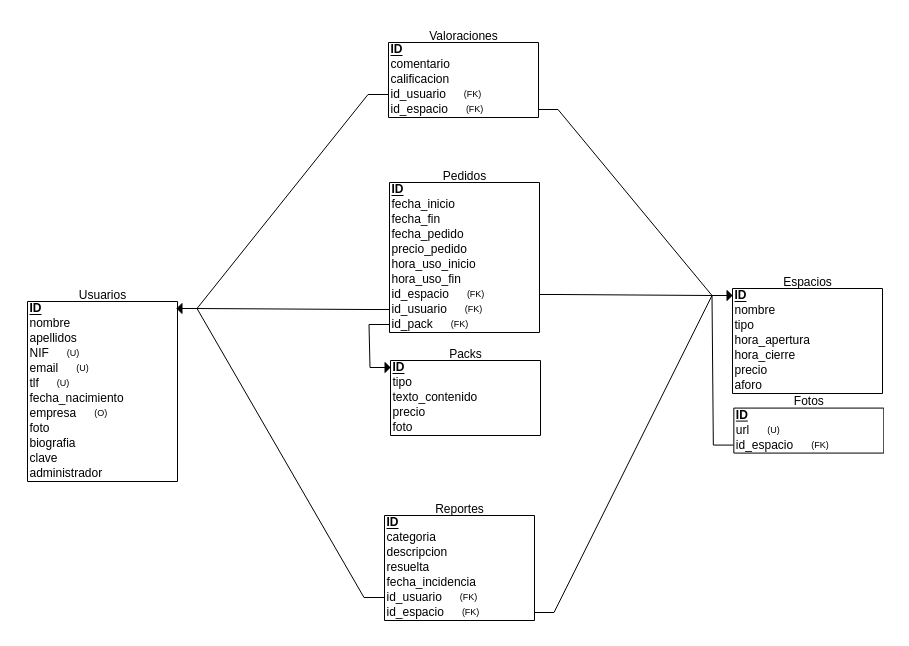 Valoraciones
ID
comentario
calificacion
id_usuario (FK)
id_espacio (FK)
Pedidos
ID
fecha_inicio
fecha_fin
fecha_pedido
precio_pedido
hora_uso_inicio
hora_uso_fin
id_espacio (FK)
id_usuario (FK)
id_pack (FK)
Usuarios
ID
nombre
apellidos
NIF (U)
email (U)
tlf (U)
fecha_nacimiento
empresa (O)
foto
biografia
clave
administrador
Packs
ID
tipo
texto_contenido
precio
foto
Espacios
ID
nombre
tipo
hora_apertura
hora_cierre
precio
aforo
Fotos
ID
url (U)
id_espacio (FK)
Reportes
ID
categoria
descripcion
resuelta
fecha_incidencia
id_usuario (FK)
id_espacio (FK)